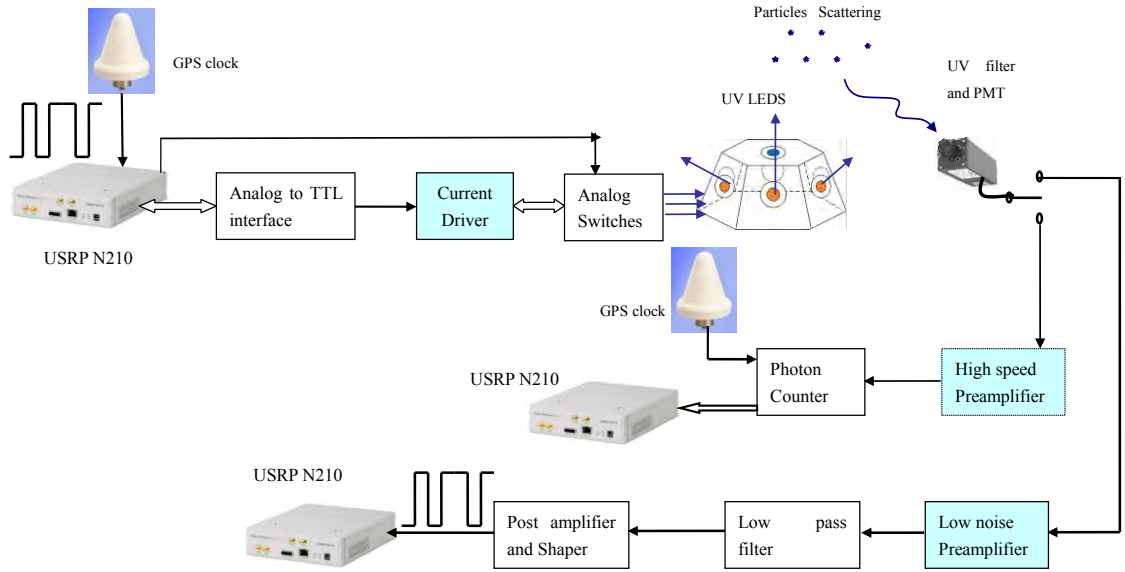 Particles Scattering
GPS clock
UV filter
and PMT
UV LEDS
Analog to TTL
interface
Current
Driver
Analog
Switches
USRP N210
GPS clock
USRP N210
Photon
Counter
High speed
Preamplifier
USRP N210
Post amplifier
and Shaper
Low pass
filter
Low noise
Preamplifier